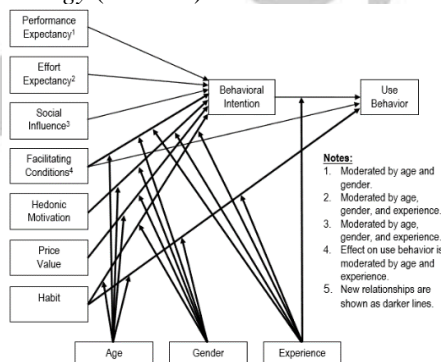 Performance
Expectancy1
Effort
Expectancy2
Social
Influence3
Facilitating
Conditions4
Hedonic
Motivation
Price
Value
Habit
Behavioral
Intention
Use
Behavior
Notes:
1. Moderated by age and
gender.
2. Moderated by age,
gender, and experience.
3. Moderated by age,
gender, and experience.
4. Effect on use behavior is
moderated by age and
experience.
5. New relationships are
shown as darker lines.
Age
Gender
Experience